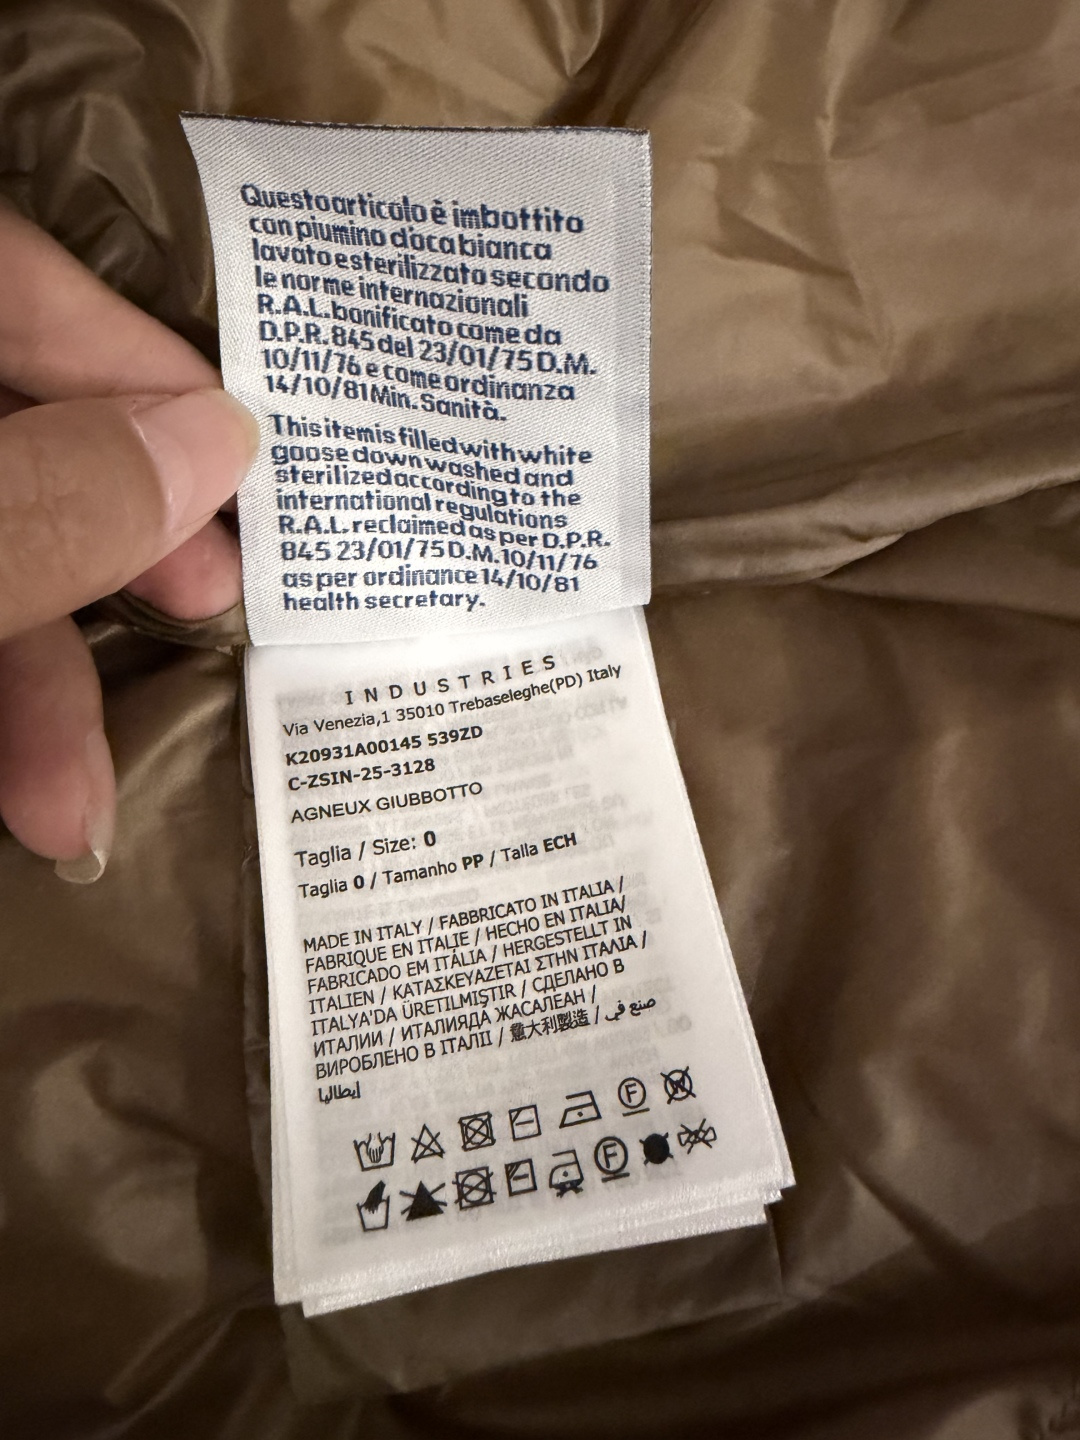 Questo articolo è imbottito
con piumino d'oca bianca
lavato e sterilizzato secondo
le norme internazionali
R.A.L. bonificato come da
D.P.R. 845 del 23/01/75 D.M.
10/11/76 e come ordinanza
14/10/81 Min. Sanità.
This item is filled with white
goose down washed and
sterilized according to the
international regulations
R.A.L. reclaimed as per D.P.R.
845 23/01/75 D.M. 10/11/76
as per ordinance 14/10/81
health secretary.
INDUSTRIES
Via Venezia,1 35010 Trebaseleghe(PD) Italy
K20931A00145 539ZD
C-ZSIN-25-3128
AGNEUX GIUBBOTTO
Taglia / Size: 0
Taglia 0 / Tamanho PP / Talla ECH
MADE IN ITALY / FABBRICATO IN ITALIA /
FABRIQUE EN ITALIE / HECHO EN ITALIA/
FABRICADO EM ITÁLIA / HERGESTELLT IN
ITALIEN / ΚΑΤΑΣΚΕΥΑΖΕΤΑΙ ΣΤΗΝ ΙΤΑΛΙΑ /
ITALYA'DA ÜRETILMIŞTIR / СДЕЛАНО В
ИТАЛИИ / ИТАЛИЯДА ЖАСАЛЕАН /
ВИРОБЛЕНО В ІТАЛІЇ / 意大利製造 / صنع في
إيطاليا
F W
F